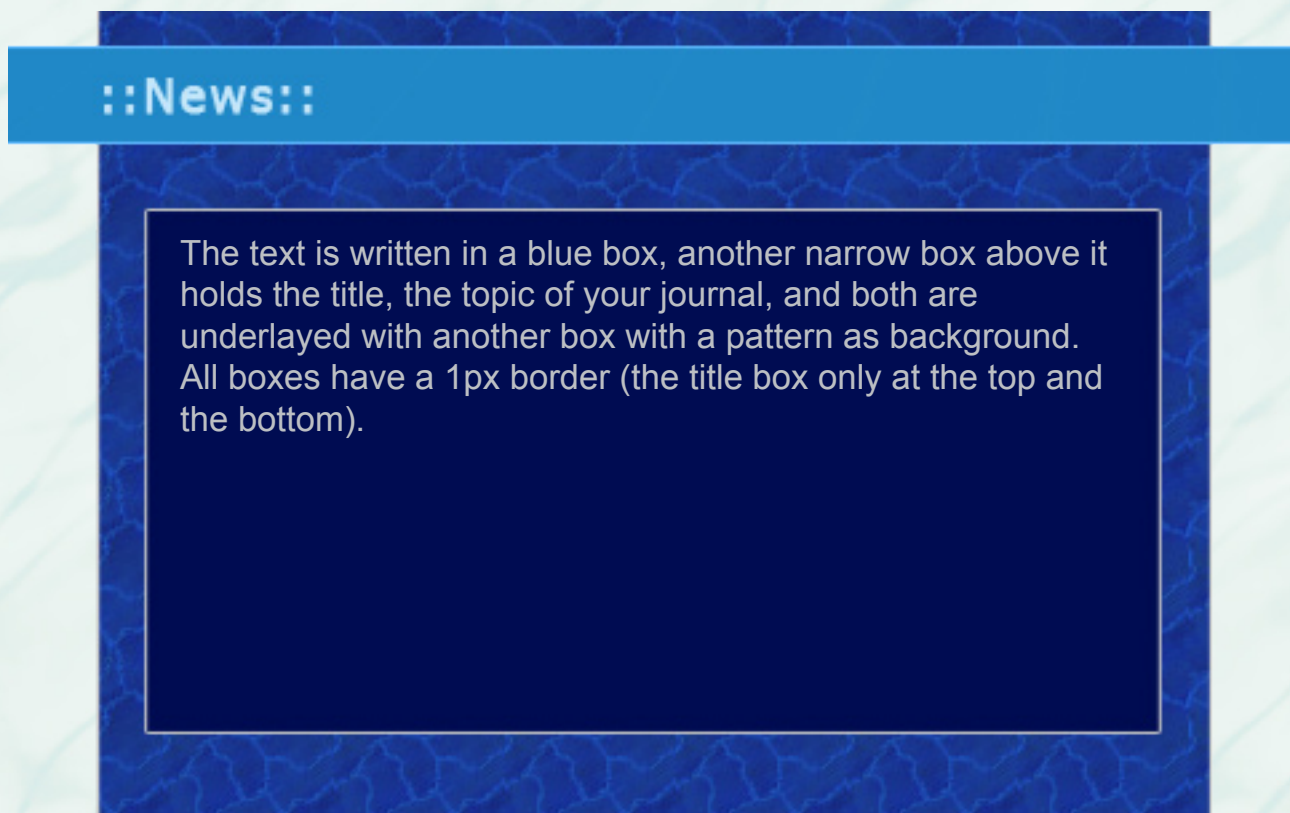 ::News::
The text is written in a blue box, another narrow box above it
holds the title, the topic of your journal, and both are
underlayed with another box with a pattern as background.
All boxes have a 1px border (the title box only at the top and
the bottom).